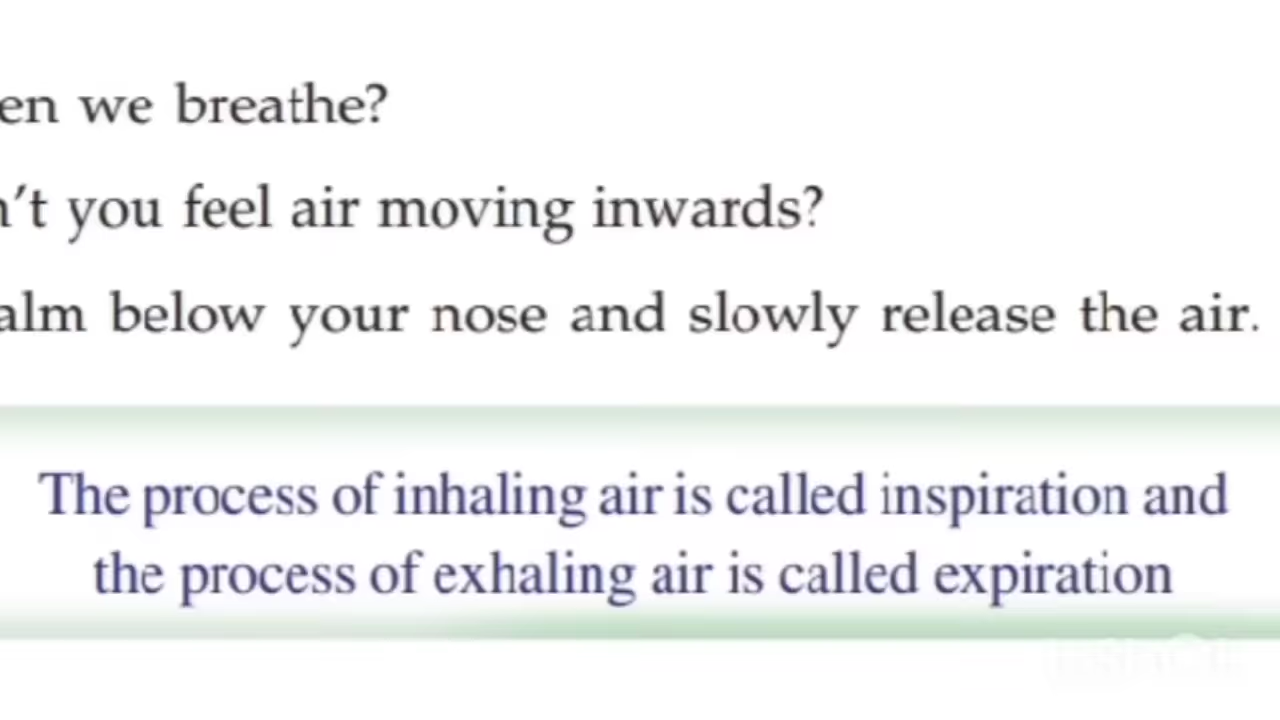 en we breathe?
n't you feel air moving inwards?
alm below your nose and slowly release the air.
The process of inhaling air is called inspiration and
the process of exhaling air is called expiration